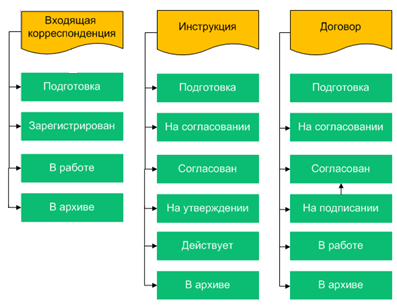 Входящая
корреспонденция
Подготовка
Зарегистрирован
В работе
В архиве
Инструкция
Подготовка
На согласовании
Согласован
На утверждении
Действует
В архиве
Договор
Подготовка
На согласовании
Согласован
На подписании
В работе
В архиве